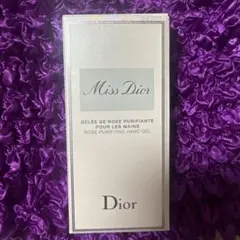 Miss Dior
GELÉE DE ROSE PURIFIANTE
POUR LES MAINS
ROSE PURIFYING HAND GEL
Dior